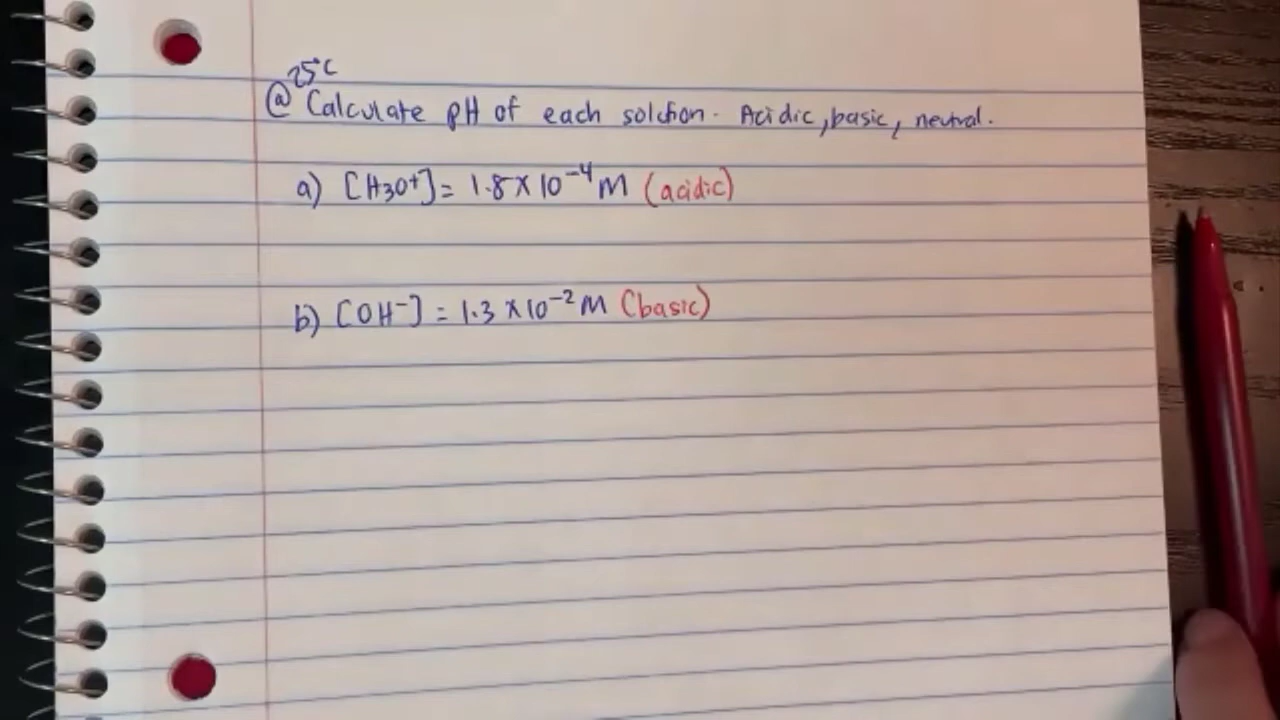 25°C
@ Calculate pH of each solution. Acidic, basic, neutral.
a) [H3O+] = 1.8 x 10-4 M (acidic)
b) [OH-] = 1.3 x 10-2 M (basic)